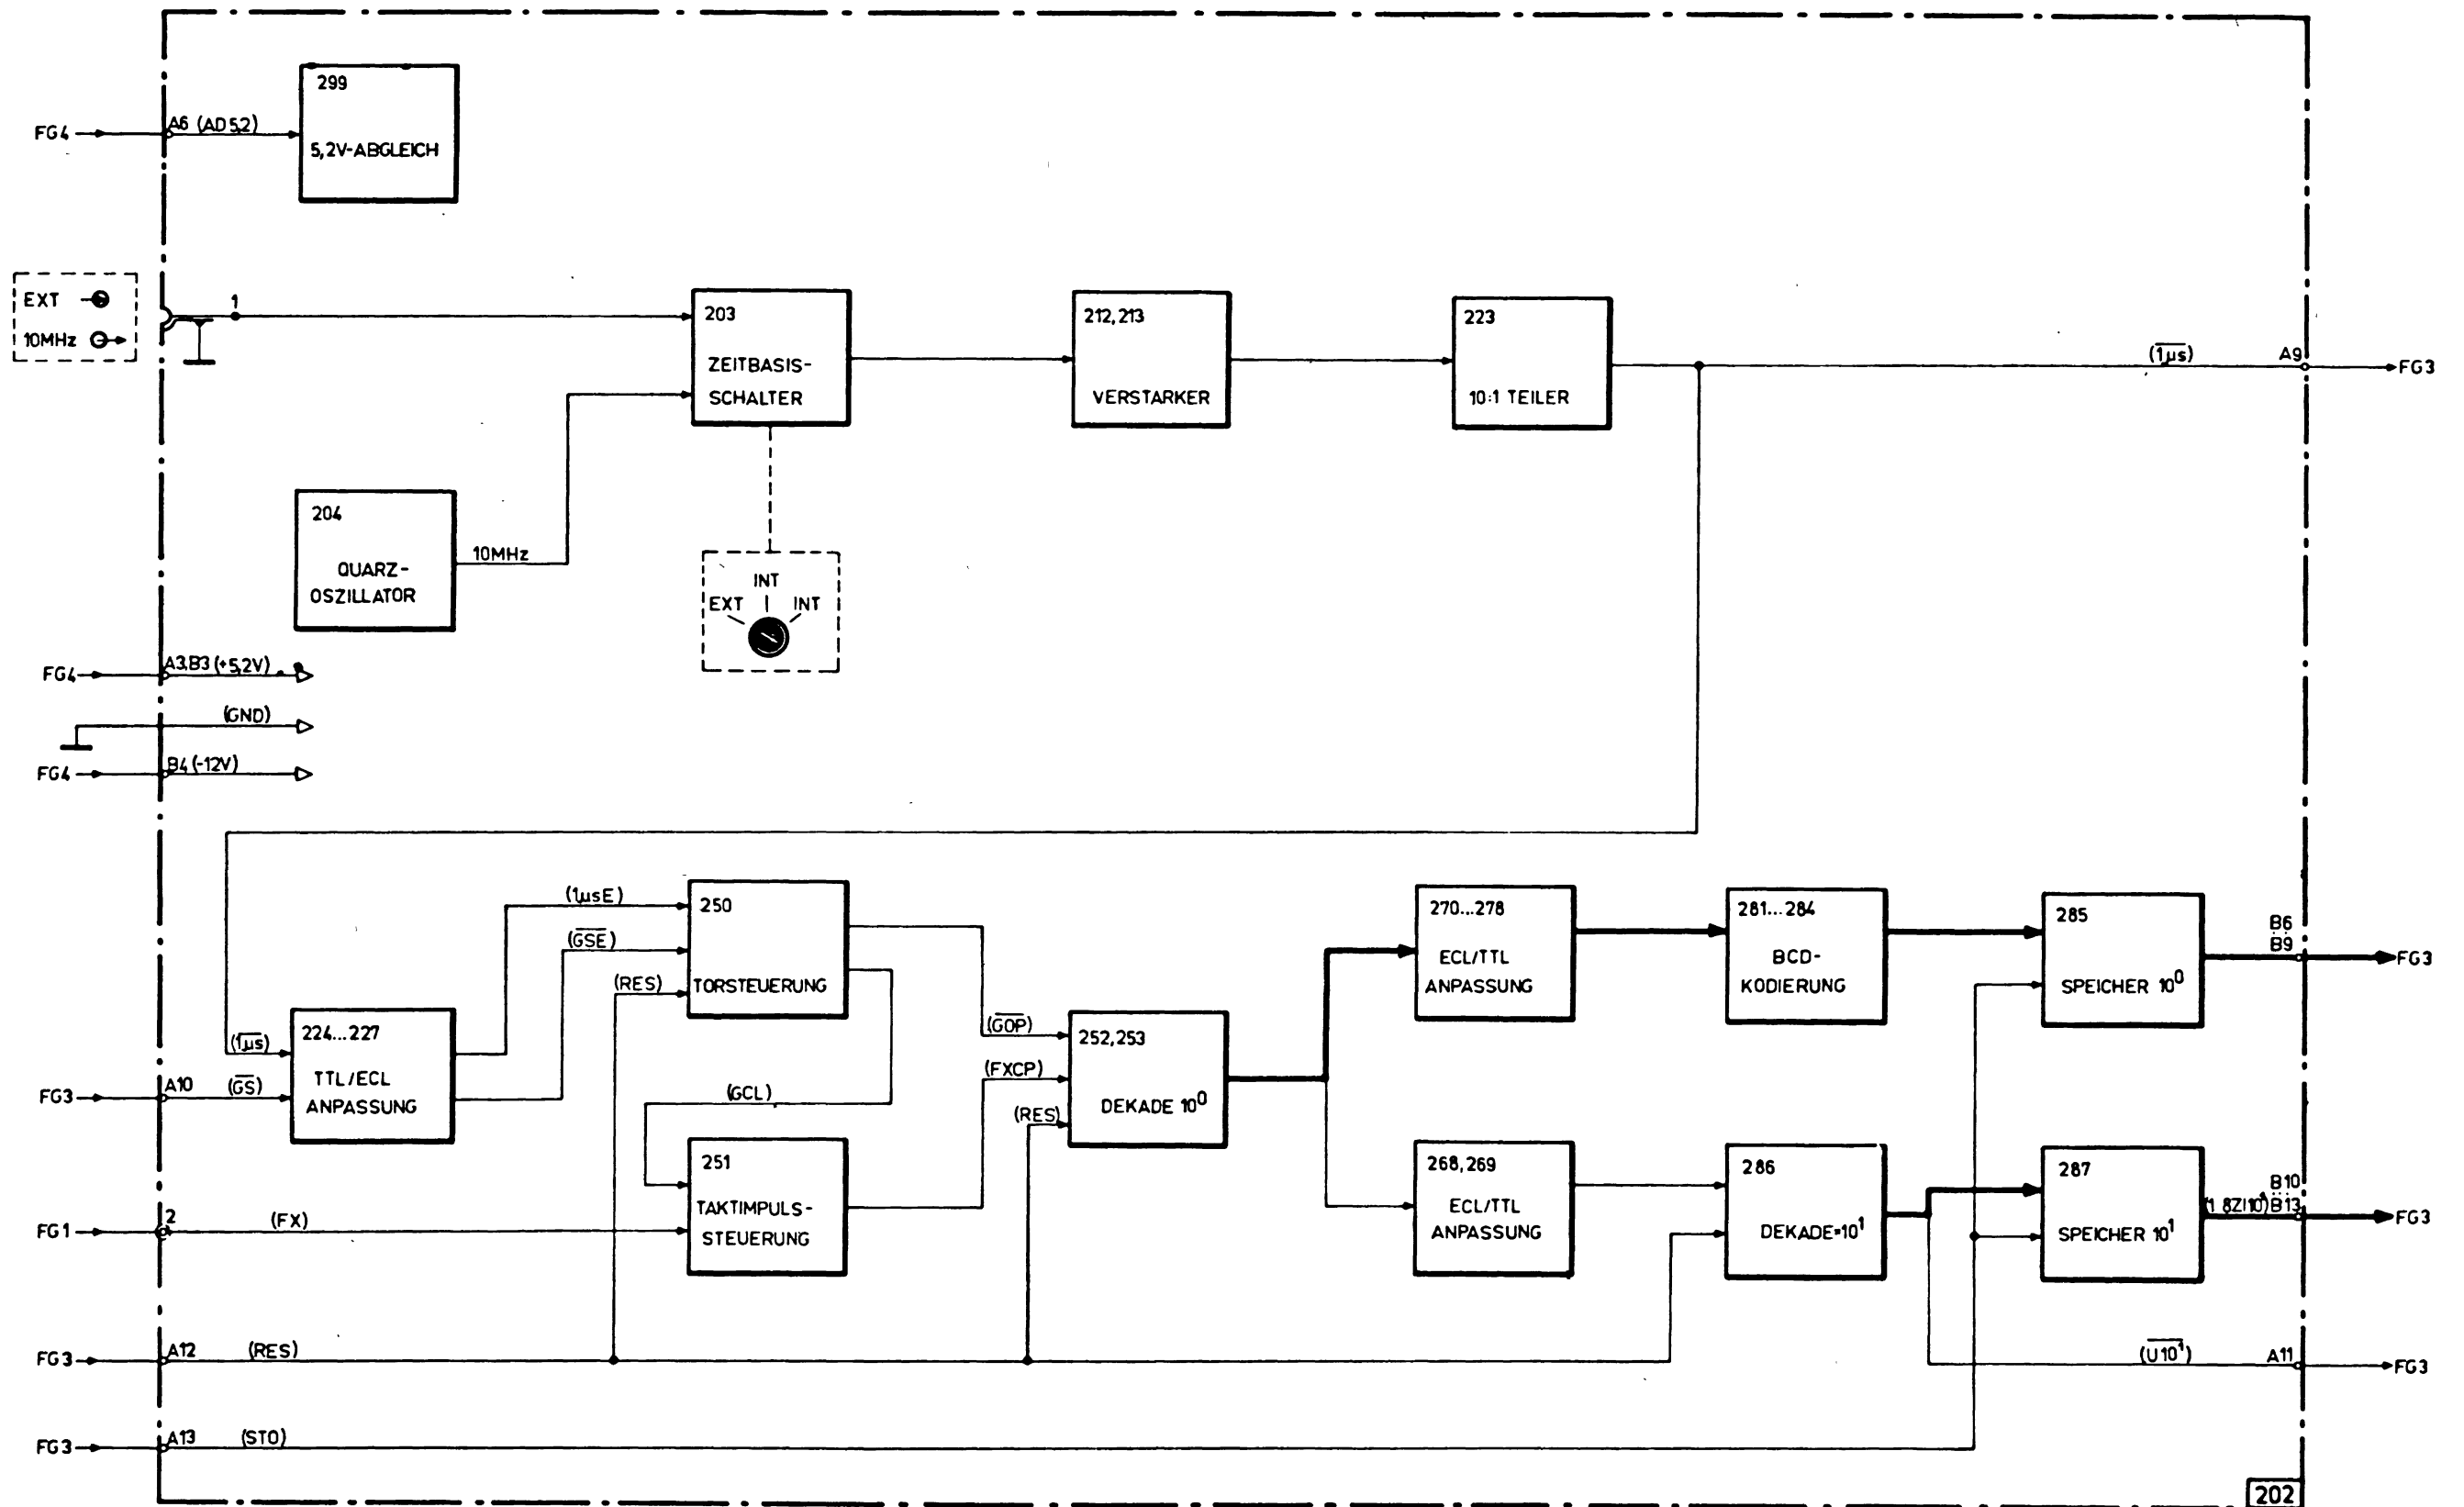 299
FG4
A6 (AD5,2)
5,2V-ABGLEICH
EXT
10MHz
1
203
ZEITBASIS-
SCHALTER
212,213
VERSTARKER
223
10:1 TEILER
(1µs)
A9
FG3
204
QUARZ-
OSZILLATOR
10MHz
INT
EXT
INT
FG4
A3,B3 (+5,2V)
(GND)
FG4
B4 (-12V)
(1µsE)
(GSE)
(RES)
250
TORSTEUERUNG
270...278
ECL/TTL
ANPASSUNG
281...284
BCD-
KODIERUNG
285
SPEICHER 10⁰
B6
B9
FG3
(1µs)
FG3
A10
(GS)
224...227
TTL/ECL
ANPASSUNG
(GCL)
(GOP)
(FXCP)
(RES)
252,253
DEKADE 10⁰
251
TAKTIMPULS-
STEUERUNG
268,269
ECL/TTL
ANPASSUNG
286
DEKADE=10¹
287
SPEICHER 10¹
B10
(1 8Z|10¹)B13
FG3
FG1
2
(FX)
FG3
A12
(RES)
(U10¹)
A11
FG3
FG3
A13
(STO)
202